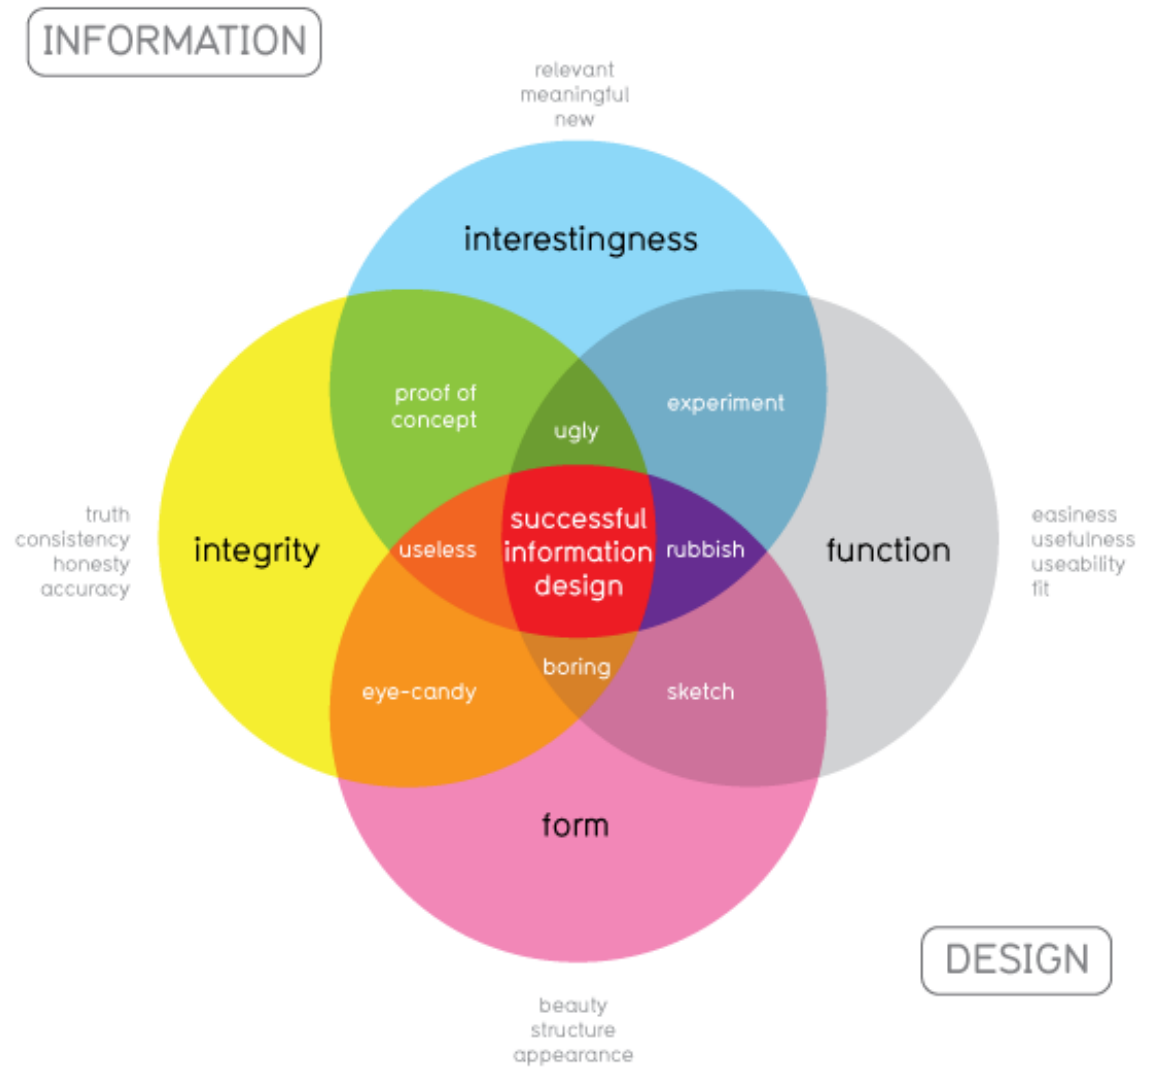 INFORMATION
relevant
meaningful
new
interestingness
proof of
concept
experiment
ugly
truth
consistency
honesty
accuracy
integrity
useless
successful
information
design
rubbish
function
easiness
usefulness
useability
fit
boring
eye-candy
sketch
form
DESIGN
beauty
structure
appearance